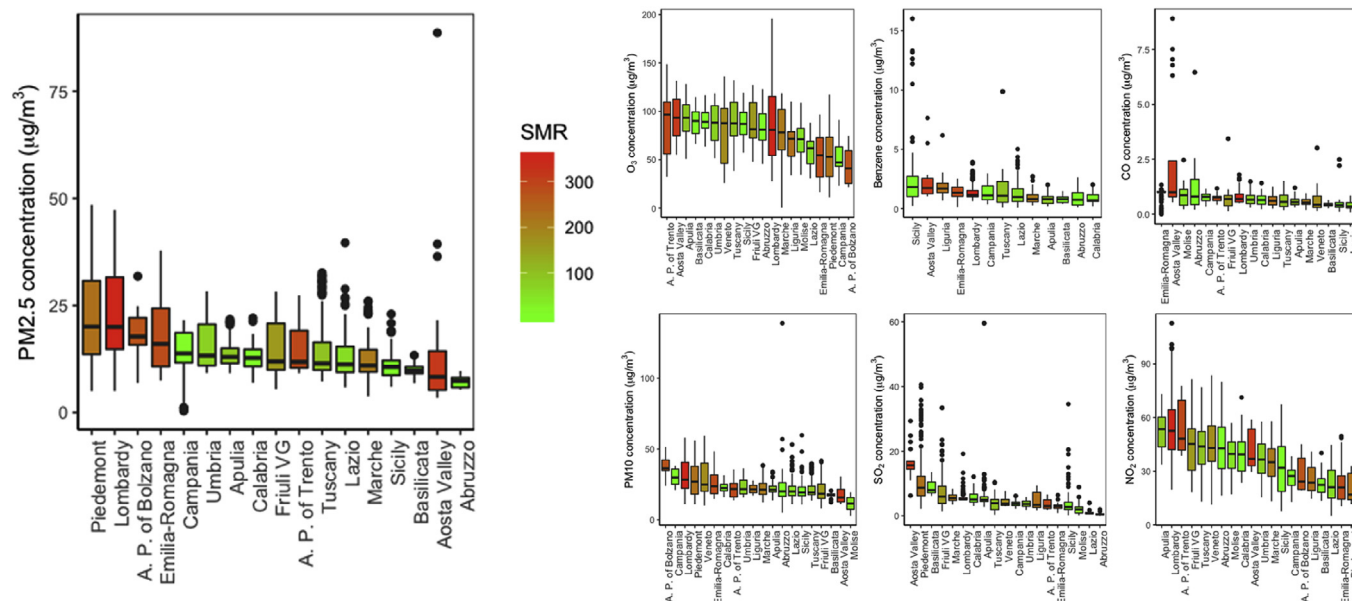 PM2.5 concentration (μg/m³)
75
50
25
0
Piedemont
Lombardy
A. P. of Bolzano
Emilia-Romagna
Campania
Umbria
Apulia
Calabria
Friuli VG
A. P. of Trento
Tuscany
Lazio
Marche
Sicily
Basilicata
Aosta Valley
Abruzzo
SMR
300
200
100
O₃ concentration (μg/m³)
200
150
100
50
0
A. P. of Trento
Aosta Valley
Apulia
Basilicata
Calabria
Umbria
Veneto
Tuscany
Sicily
Friuli VG
Abruzzo
Lombardy
Marche
Liguria
Molise
Lazio
Emilia-Romagna
Piedemont
Campania
A. P. of Bolzano
Benzene concentration (μg/m³)
15
10
5
0
Sicily
Aosta Valley
Liguria
Emilia-Romagna
Lombardy
Campania
Tuscany
Lazio
Marche
Apulia
Basilicata
Abruzzo
Calabria
CO concentration (μg/m³)
7.5
5.0
2.5
0.0
Emilia-Romagna
Aosta Valley
Molise
Abruzzo
Campania
A. P. of Trento
Friuli VG
Lombardy
Umbria
Calabria
Liguria
Tuscany
Apulia
Marche
Veneto
Basilicata
Sicily
PM10 concentration (μg/m³)
100
50
0
A. P. of Bolzano
Campania
Lombardy
Piedemont
Veneto
Emilia-Romagna
Calabria
A. P. of Trento
Umbria
Liguria
Marche
Apulia
Abruzzo
Lazio
Sicily
Tuscany
Friuli VG
Basilicata
Aosta Valley
Molise
SO₂ concentration (μg/m³)
60
40
20
0
Aosta Valley
Piedemont
Basilicata
Friuli VG
Marche
Lombardy
Calabria
Apulia
Tuscany
Veneto
Campania
Umbria
Liguria
A. P. of Trento
Emilia-Romagna
Sicily
Molise
Lazio
Abruzzo
NO₂ concentration (μg/m³)
90
60
30
0
Apulia
Lombardy
A. P. of Trento
Friuli VG
Tuscany
Veneto
Abruzzo
Molise
Calabria
Aosta Valley
Umbria
Marche
Sicily
Campania
A. P. of Bolzano
Liguria
Basilicata
Lazio
Emilia-Romagna